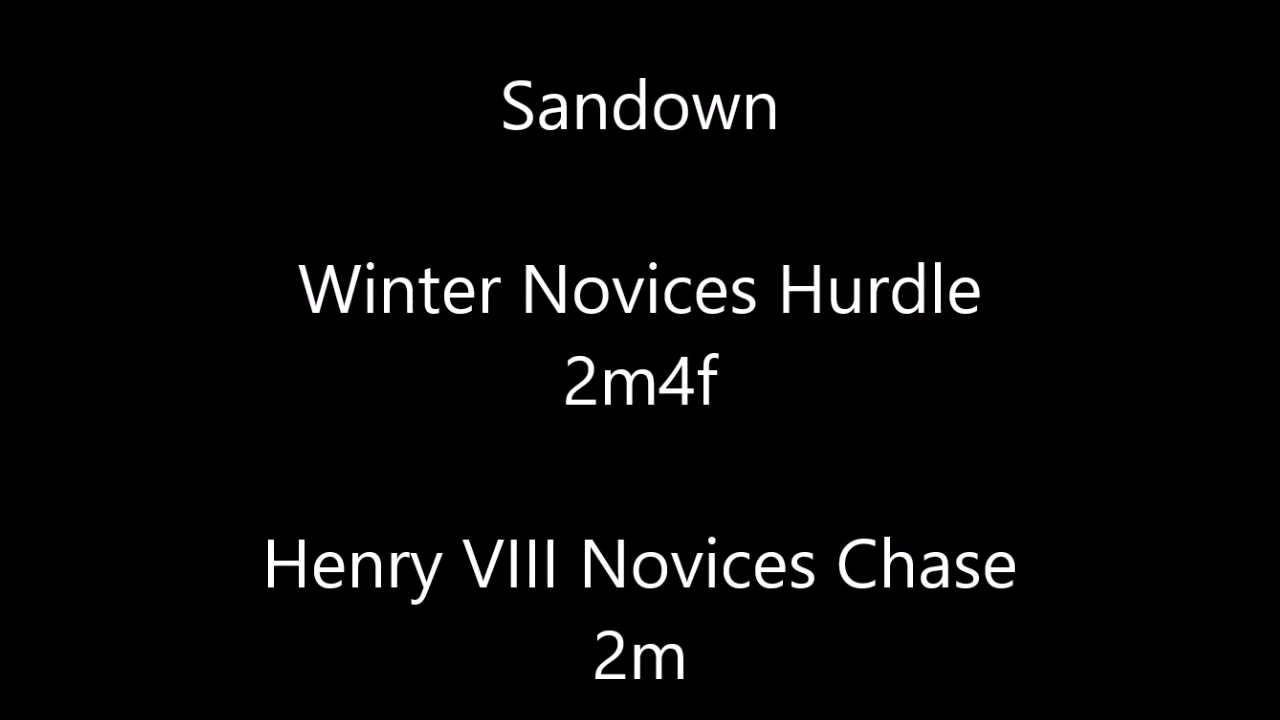 Sandown
Winter Novices Hurdle
2m4f
Henry VIII Novices Chase
2m